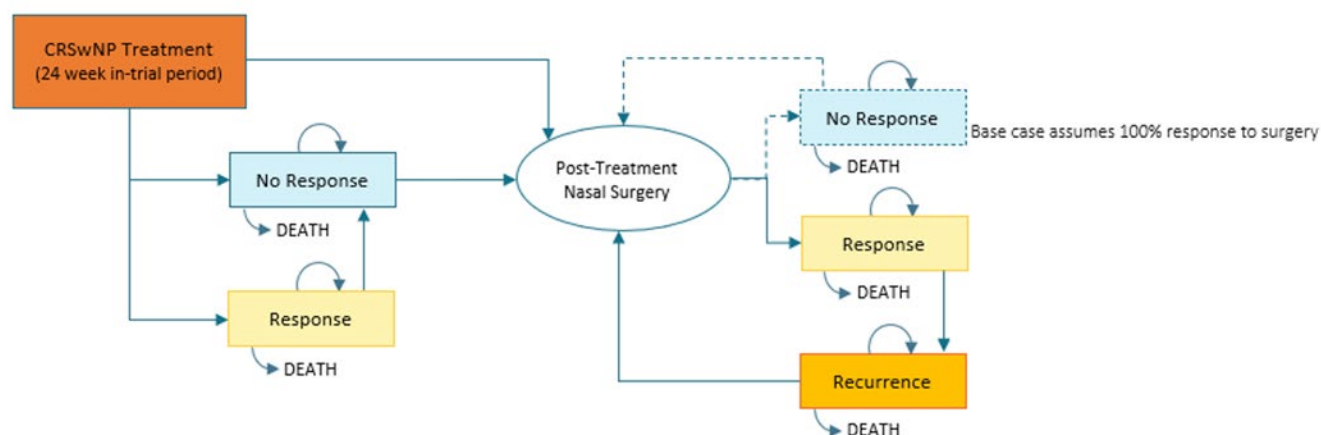 CRSwNP Treatment
(24 week in-trial period)
No Response
DEATH
Response
DEATH
Post-Treatment
Nasal Surgery
No Response
Base case assumes 100% response to surgery
DEATH
Response
DEATH
Recurrence
DEATH